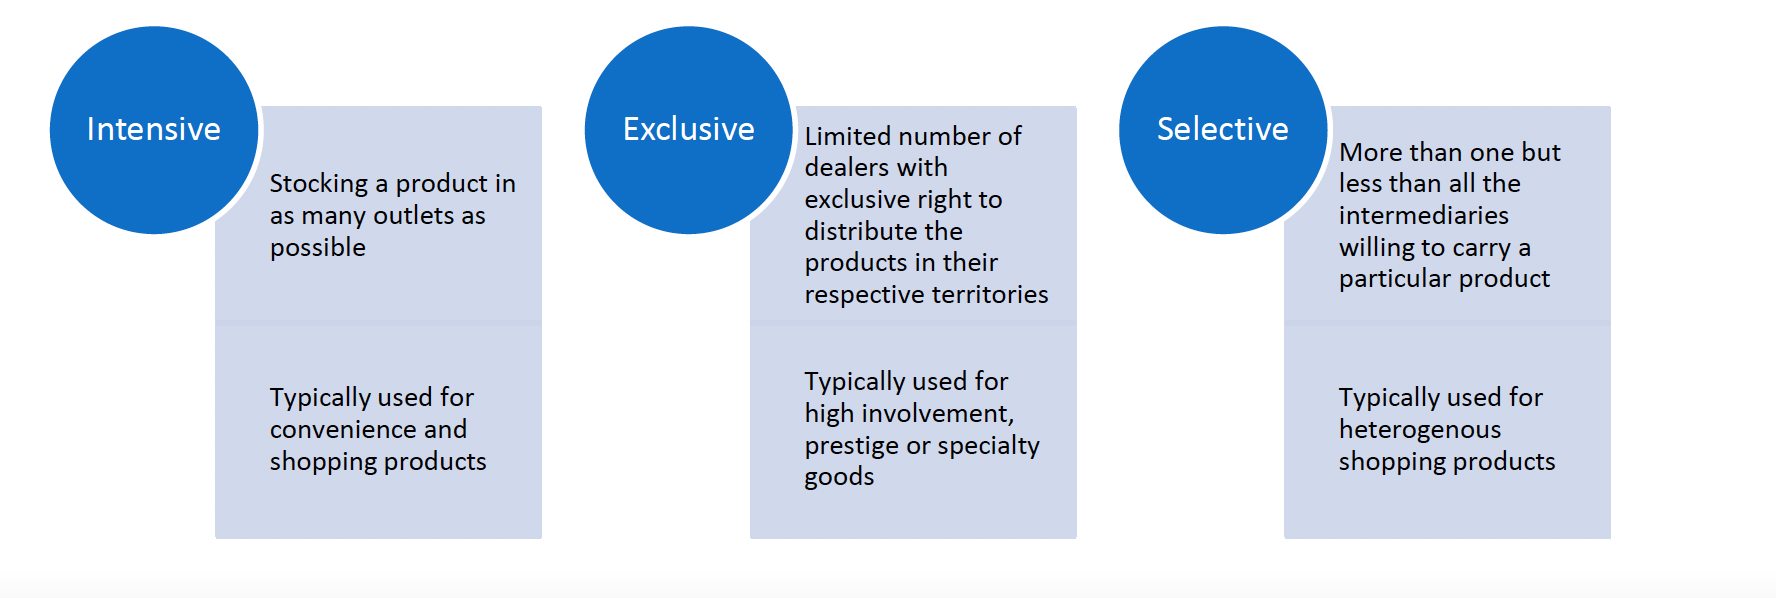 Intensive
Stocking a product in
as many outlets as
possible
Typically used for
convenience and
shopping products
Exclusive
Limited number of
dealers with
exclusive right to
distribute the
products in their
respective territories
Typically used for
high involvement,
prestige or specialty
goods
Selective
More than one but
less than all the
intermediaries
willing to carry a
particular product
Typically used for
heterogenous
shopping products